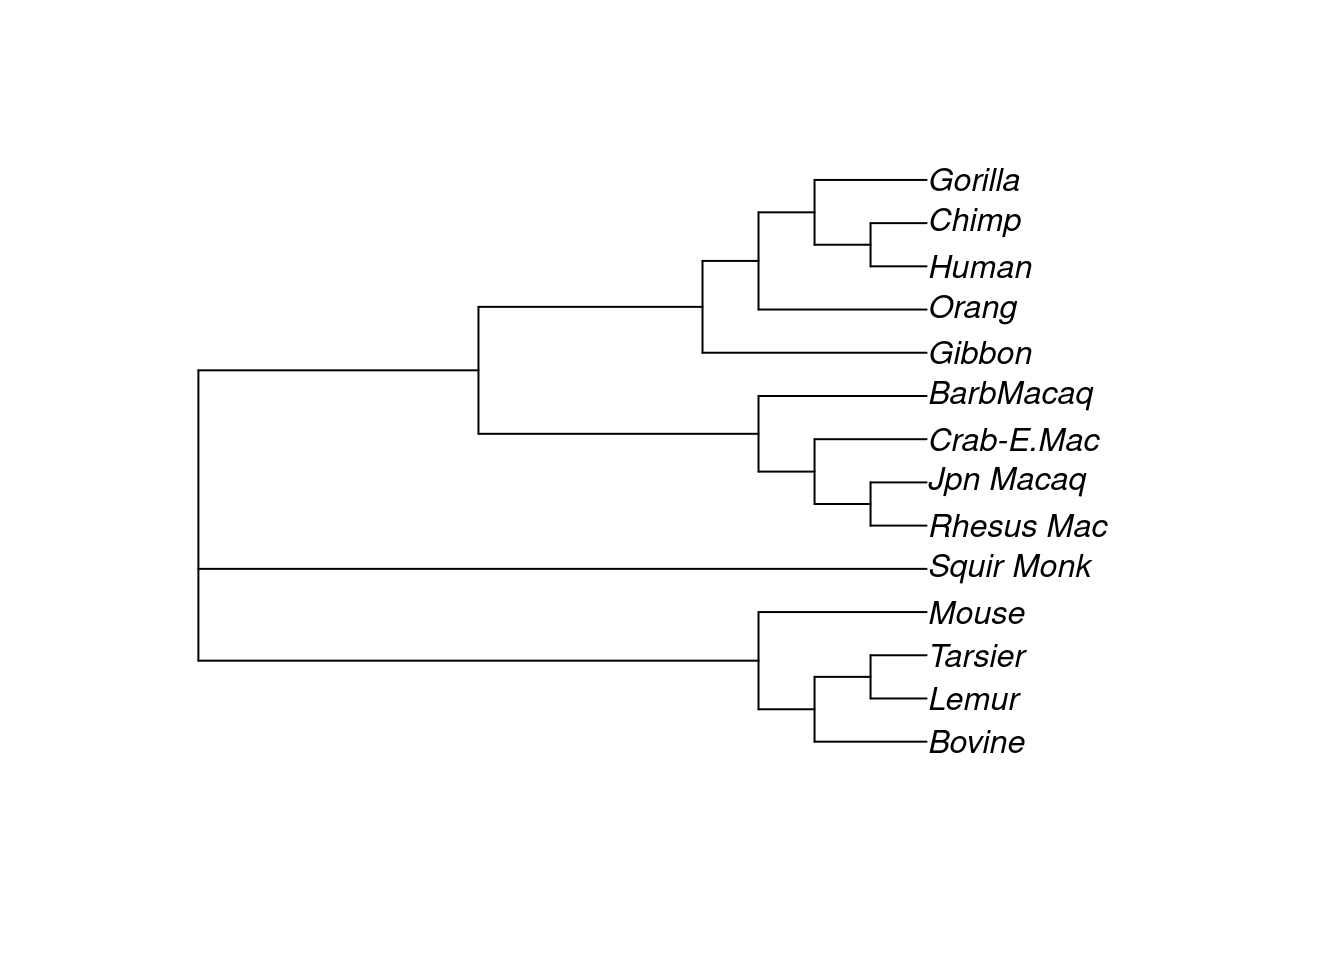 Gorilla
Chimp
Human
Orang
Gibbon
BarbMacaq
Crab-E.Mac
Jpn Macaq
Rhesus Mac
Squir Monk
Mouse
Tarsier
Lemur
Bovine